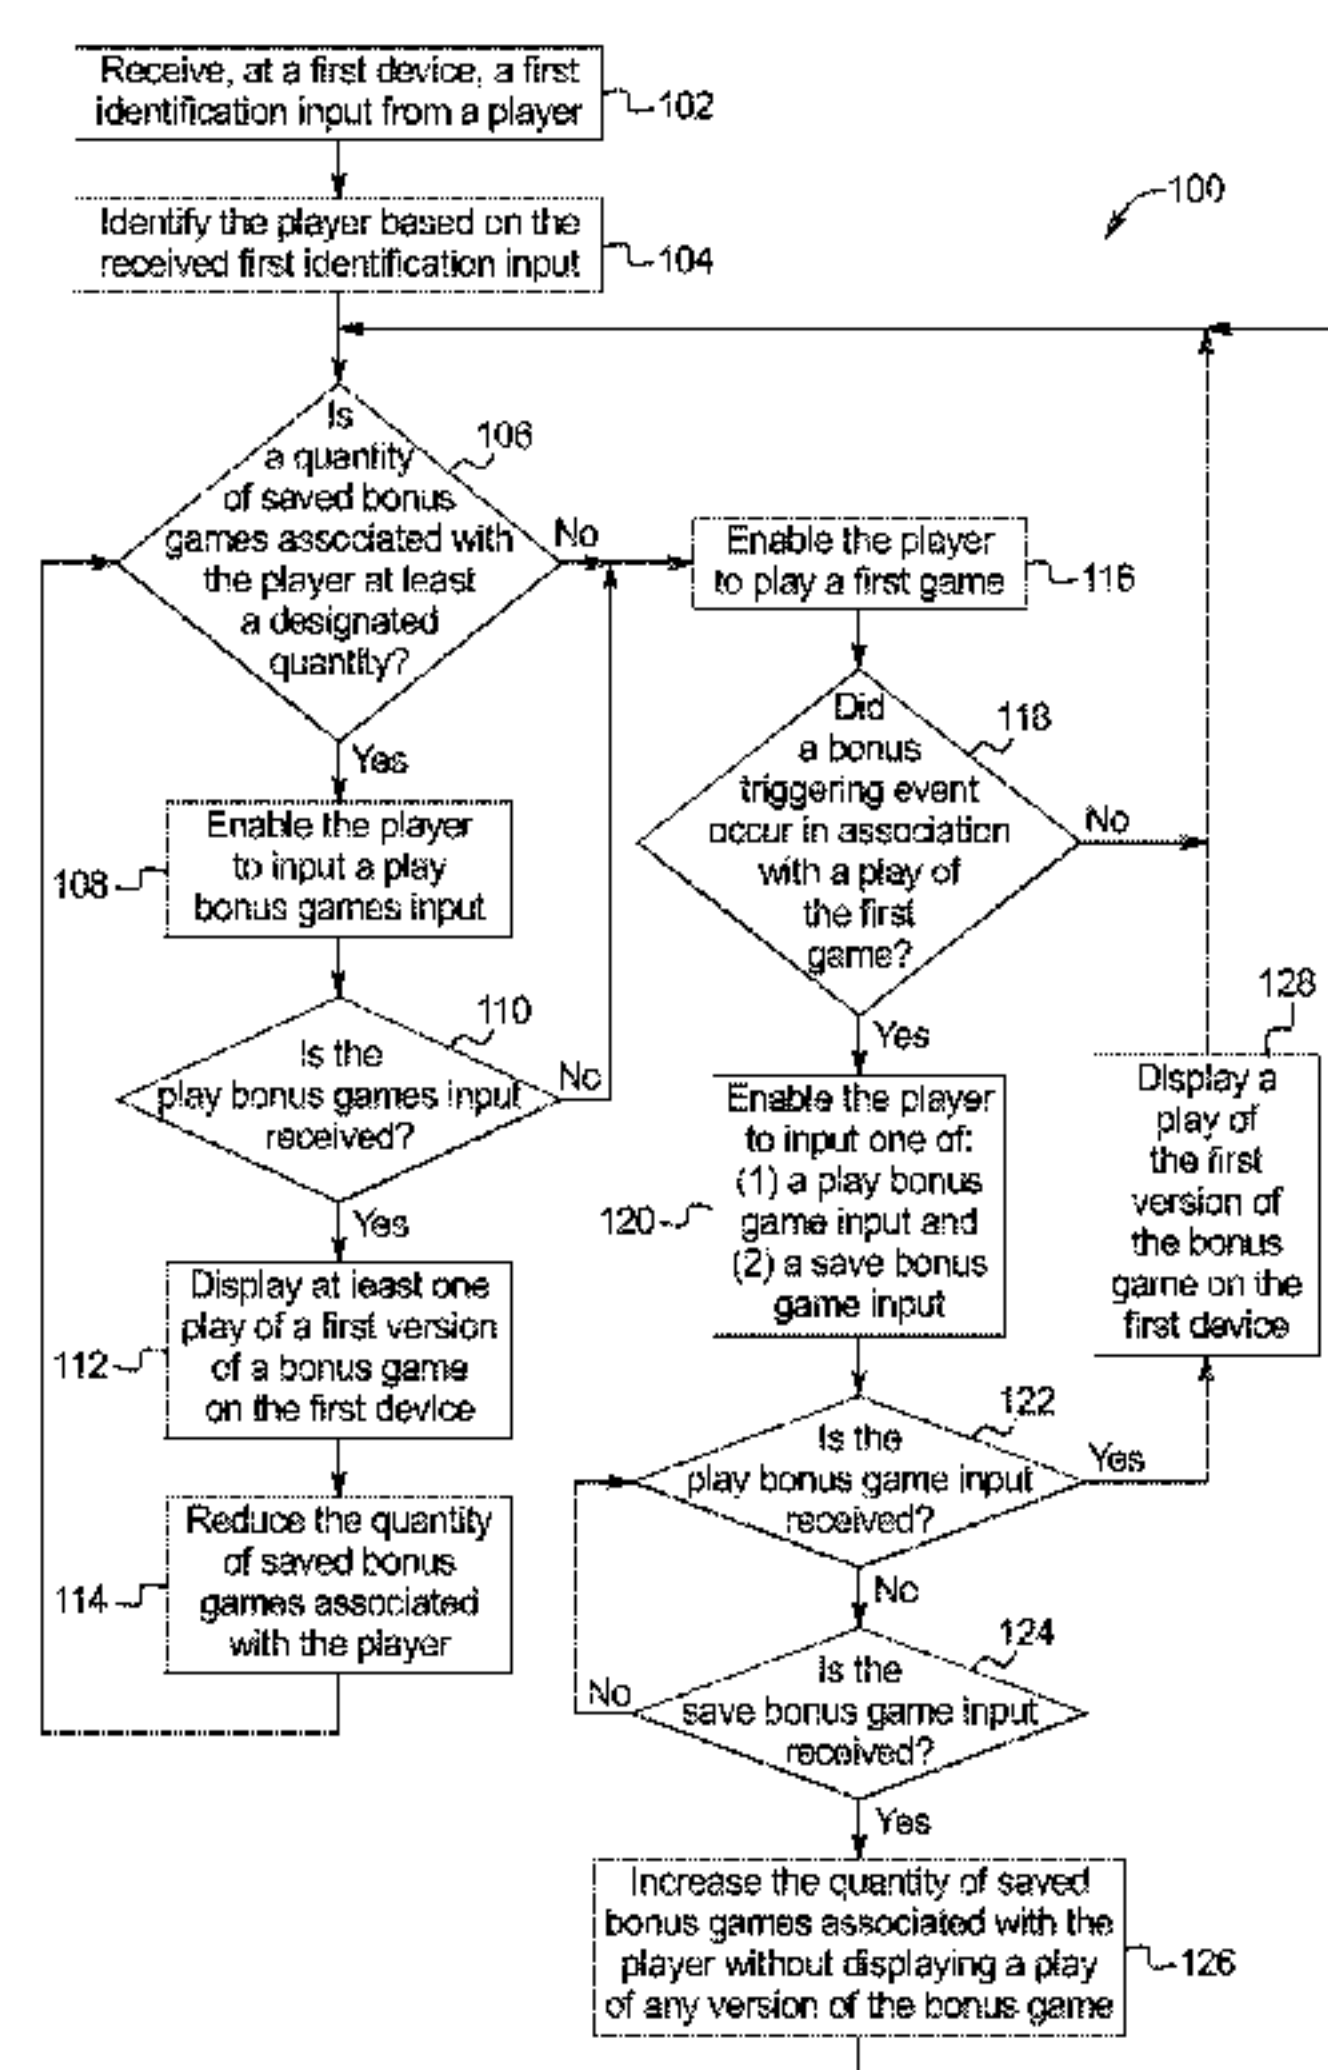 Receive, at a first device, a first
identification input from a player
102
100
Identify the player based on the
received first identification input
104
Is
a quantity
of saved bonus
games associated with
the player at least
a designated
quantity?
106
No
Yes
Enable the player
to input a play
bonus games input
108
Is the
play bonus games input
received?
110
No
Yes
Display at least one
play of a first version
of a bonus game
on the first device
112
Reduce the quantity
of saved bonus
games associated
with the player
114
Enable the player
to play a first game
116
Did
a bonus
triggering event
occur in association
with a play of
the first
game?
118
No
Yes
Enable the player
to input one of:
(1) a play bonus
game input and
(2) a save bonus
game input
120
Is the
play bonus game input
received?
122
Yes
No
Is the
save bonus game input
received?
124
No
Yes
Increase the quantity of saved
bonus games associated with the
player without displaying a play
of any version of the bonus game
126
128
Display a
play of
the first
version of
the bonus
game on the
first device